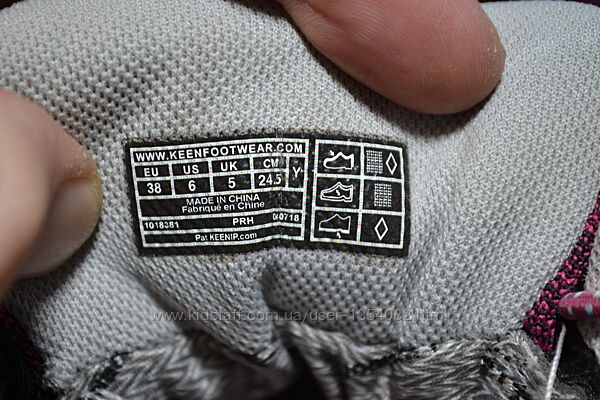 WWW.KEENFOOTWEAR.COM
EU US UK CM Y
38 6 5 24.5
MADE IN CHINA
Fabriqué en Chine
1018381 PRH 0718
Pat KEENIP.com
www.kidstaff.com.ua/user-1354082.html